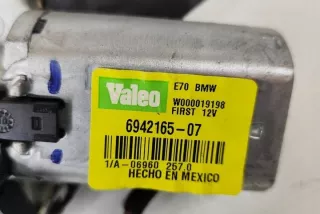 Valeo
E70 BMW
W000019198
FIRST 12V
6942165-07
1/A-06960 257.0
HECHO EN MEXICO